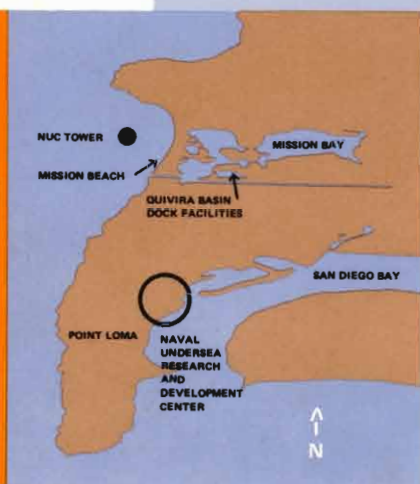 NUC TOWER
MISSION BEACH
MISSION BAY
QUIVIRA BASIN
DOCK FACILITIES
SAN DIEGO BAY
POINT LOMA
NAVAL
UNDERSEA
RESEARCH
AND
DEVELOPMENT
CENTER
N